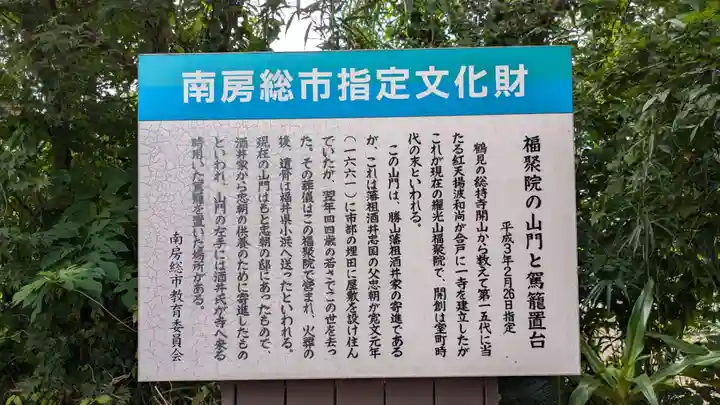 南房総市指定文化財
福聚院の山門と駕籠置台
平成3年2月26日指定
鶴見の総持寺開山から数えて第一五代に当
たる紅天揚波和尚が合戸に一寺を建立したが
これが現在の耀光山福聚院で、開創は室町時
代の末といわれる。
この山門は、勝山藩祖酒井家の寄進である
が、これは藩祖酒井忠国の父忠朝が寛文元年
（一六六一）に市部の埋田に屋敷を設け住ん
でいたが、翌年四四歳の若さでこの世を去っ
た。その葬儀はこの福聚院で営まれ、火葬の
後、遺骨は福井県小浜へ送ったといわれる。
現在の山門はもと忠朝の邸にあったもので、
酒井家から忠朝の供養のために寄進したもの
といわれ、山門の左手には酒井氏が寺へ来る
時用いた駕籠を置いた場所がある。
南房総市教育委員会